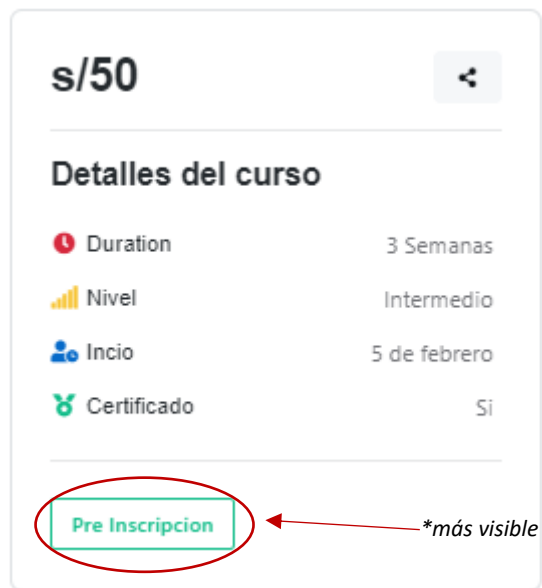 s/50
Detalles del curso
Duration 3 Semanas
Nivel Intermedio
Incio 5 de febrero
Certificado Si
Pre Inscripcion
*más visible